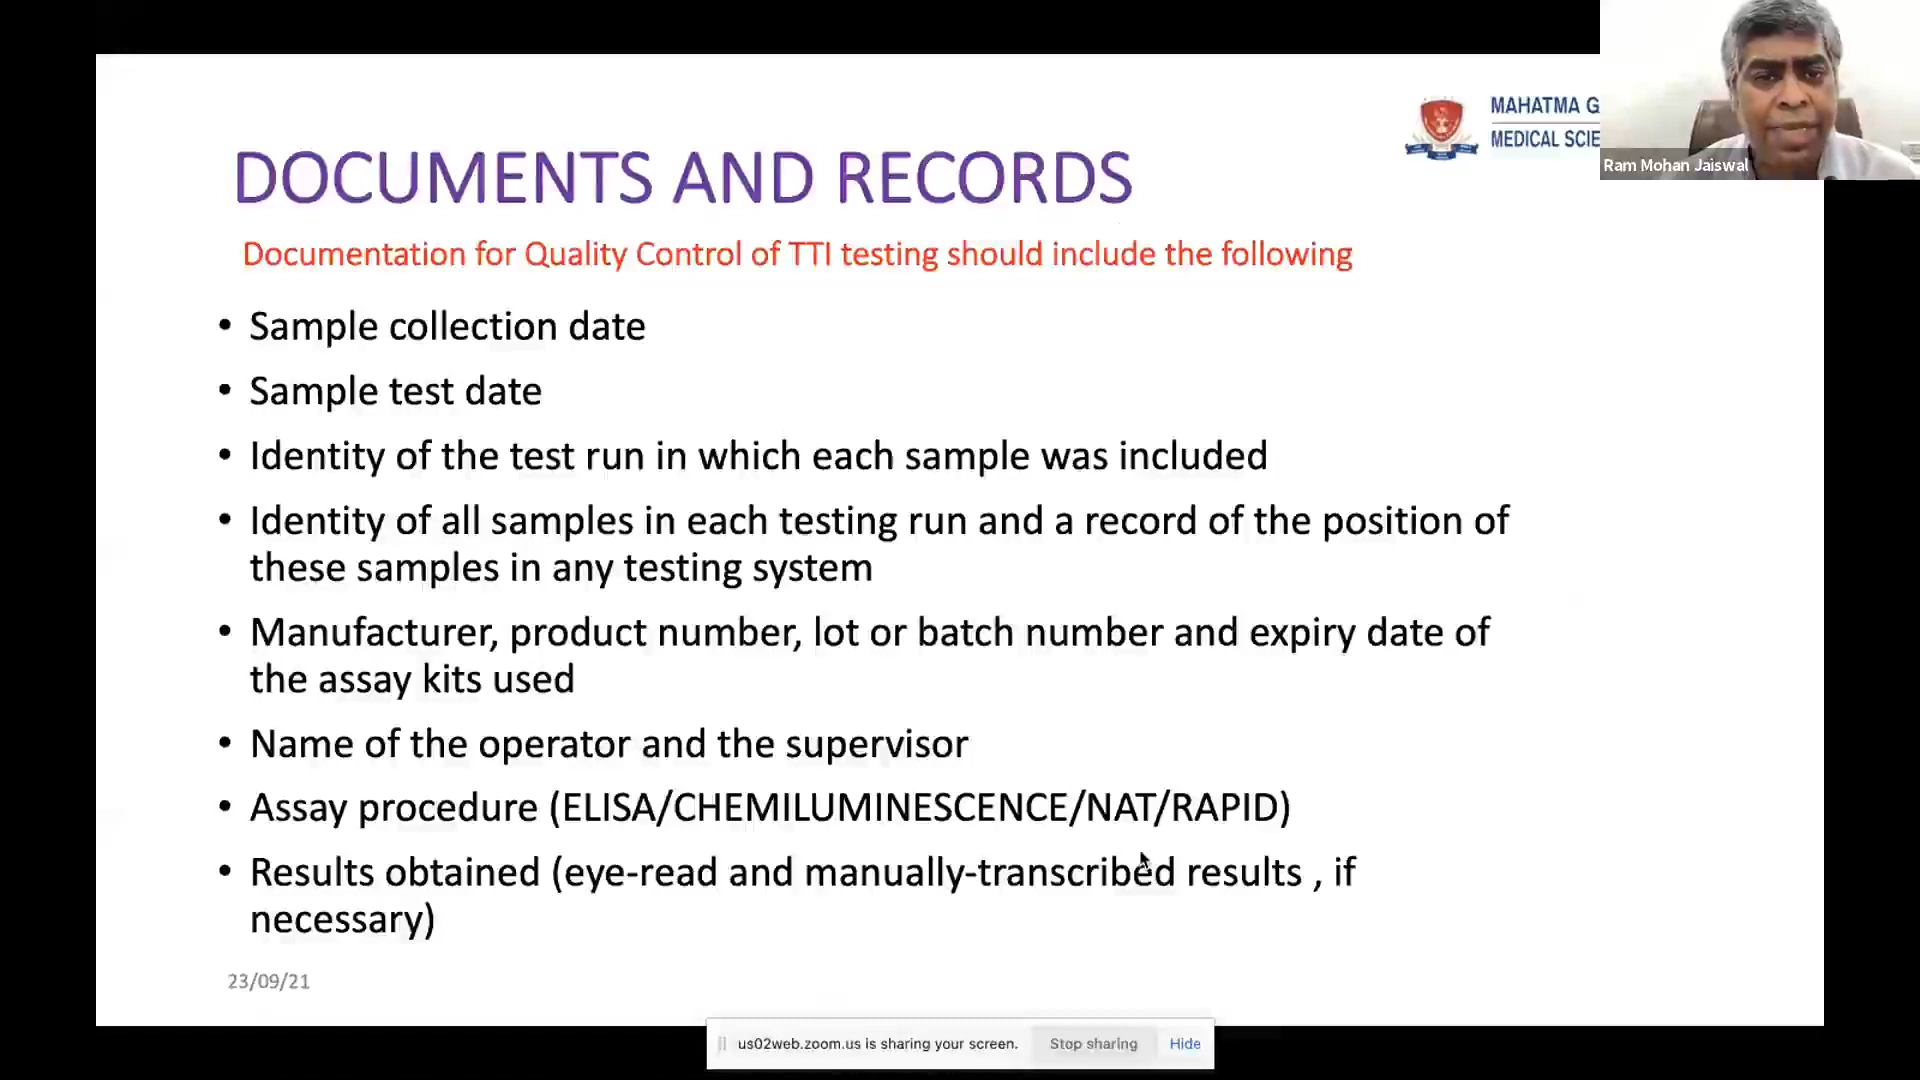 MAHATMA G
MEDICAL SCIE
Ram Mohan Jaiswal
DOCUMENTS AND RECORDS
Documentation for Quality Control of TTI testing should include the following
• Sample collection date
• Sample test date
• Identity of the test run in which each sample was included
• Identity of all samples in each testing run and a record of the position of
these samples in any testing system
• Manufacturer, product number, lot or batch number and expiry date of
the assay kits used
• Name of the operator and the supervisor
• Assay procedure (ELISA/CHEMILUMINESCENCE/NAT/RAPID)
• Results obtained (eye-read and manually-transcribed results , if
necessary)
23/09/21
us02web.zoom.us is sharing your screen.
Stop sharing
Hide